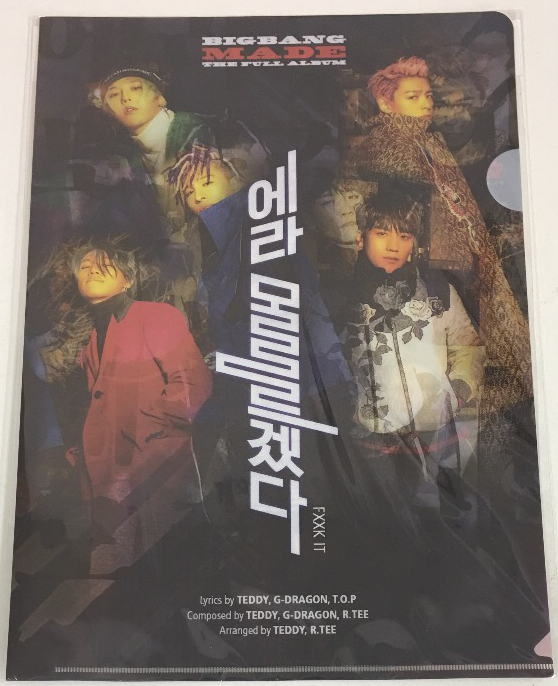 BIGBANG
MADE
THE FULL ALBUM
에라 모르겠다
FXXK IT
Lyrics by TEDDY, G-DRAGON, T.O.P
Composed by TEDDY, G-DRAGON, R.TEE
Arranged by TEDDY, R.TEE